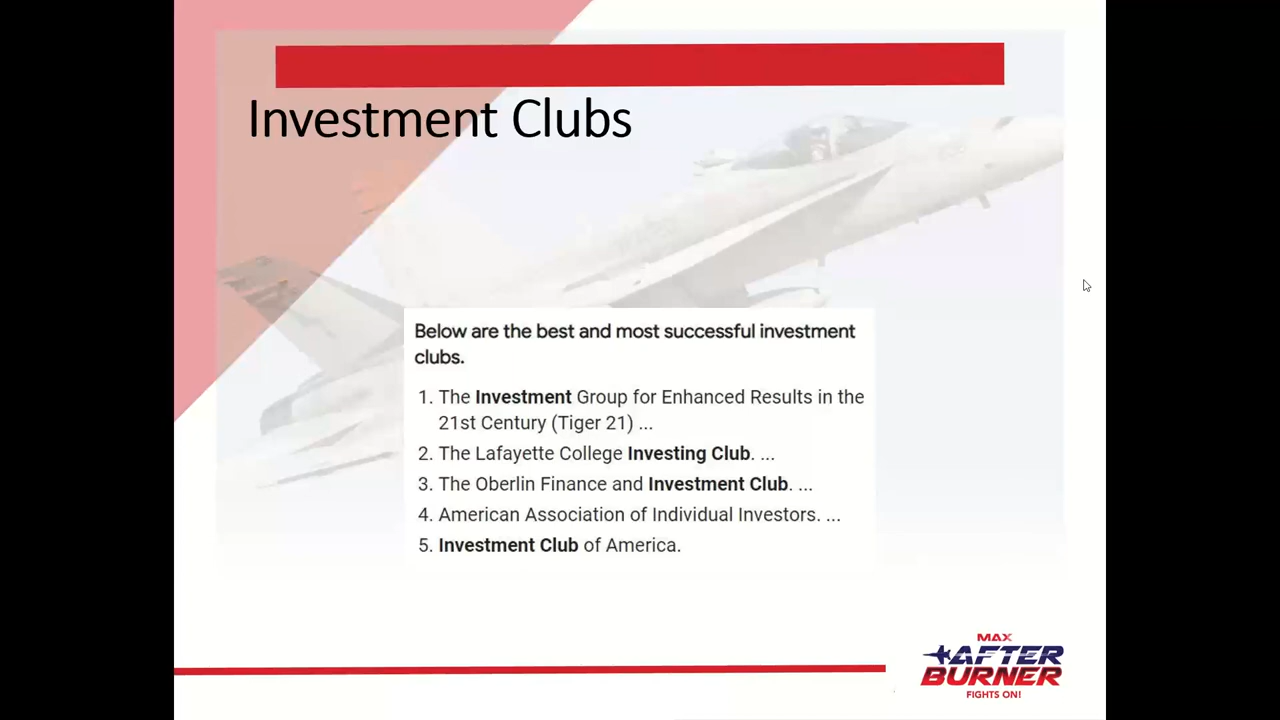 Investment Clubs
Below are the best and most successful investment
clubs.
1. The Investment Group for Enhanced Results in the
21st Century (Tiger 21) ...
2. The Lafayette College Investing Club. ...
3. The Oberlin Finance and Investment Club. ...
4. American Association of Individual Investors. ...
5. Investment Club of America.
MAX
AFTER
BURNER
FIGHTS ON!